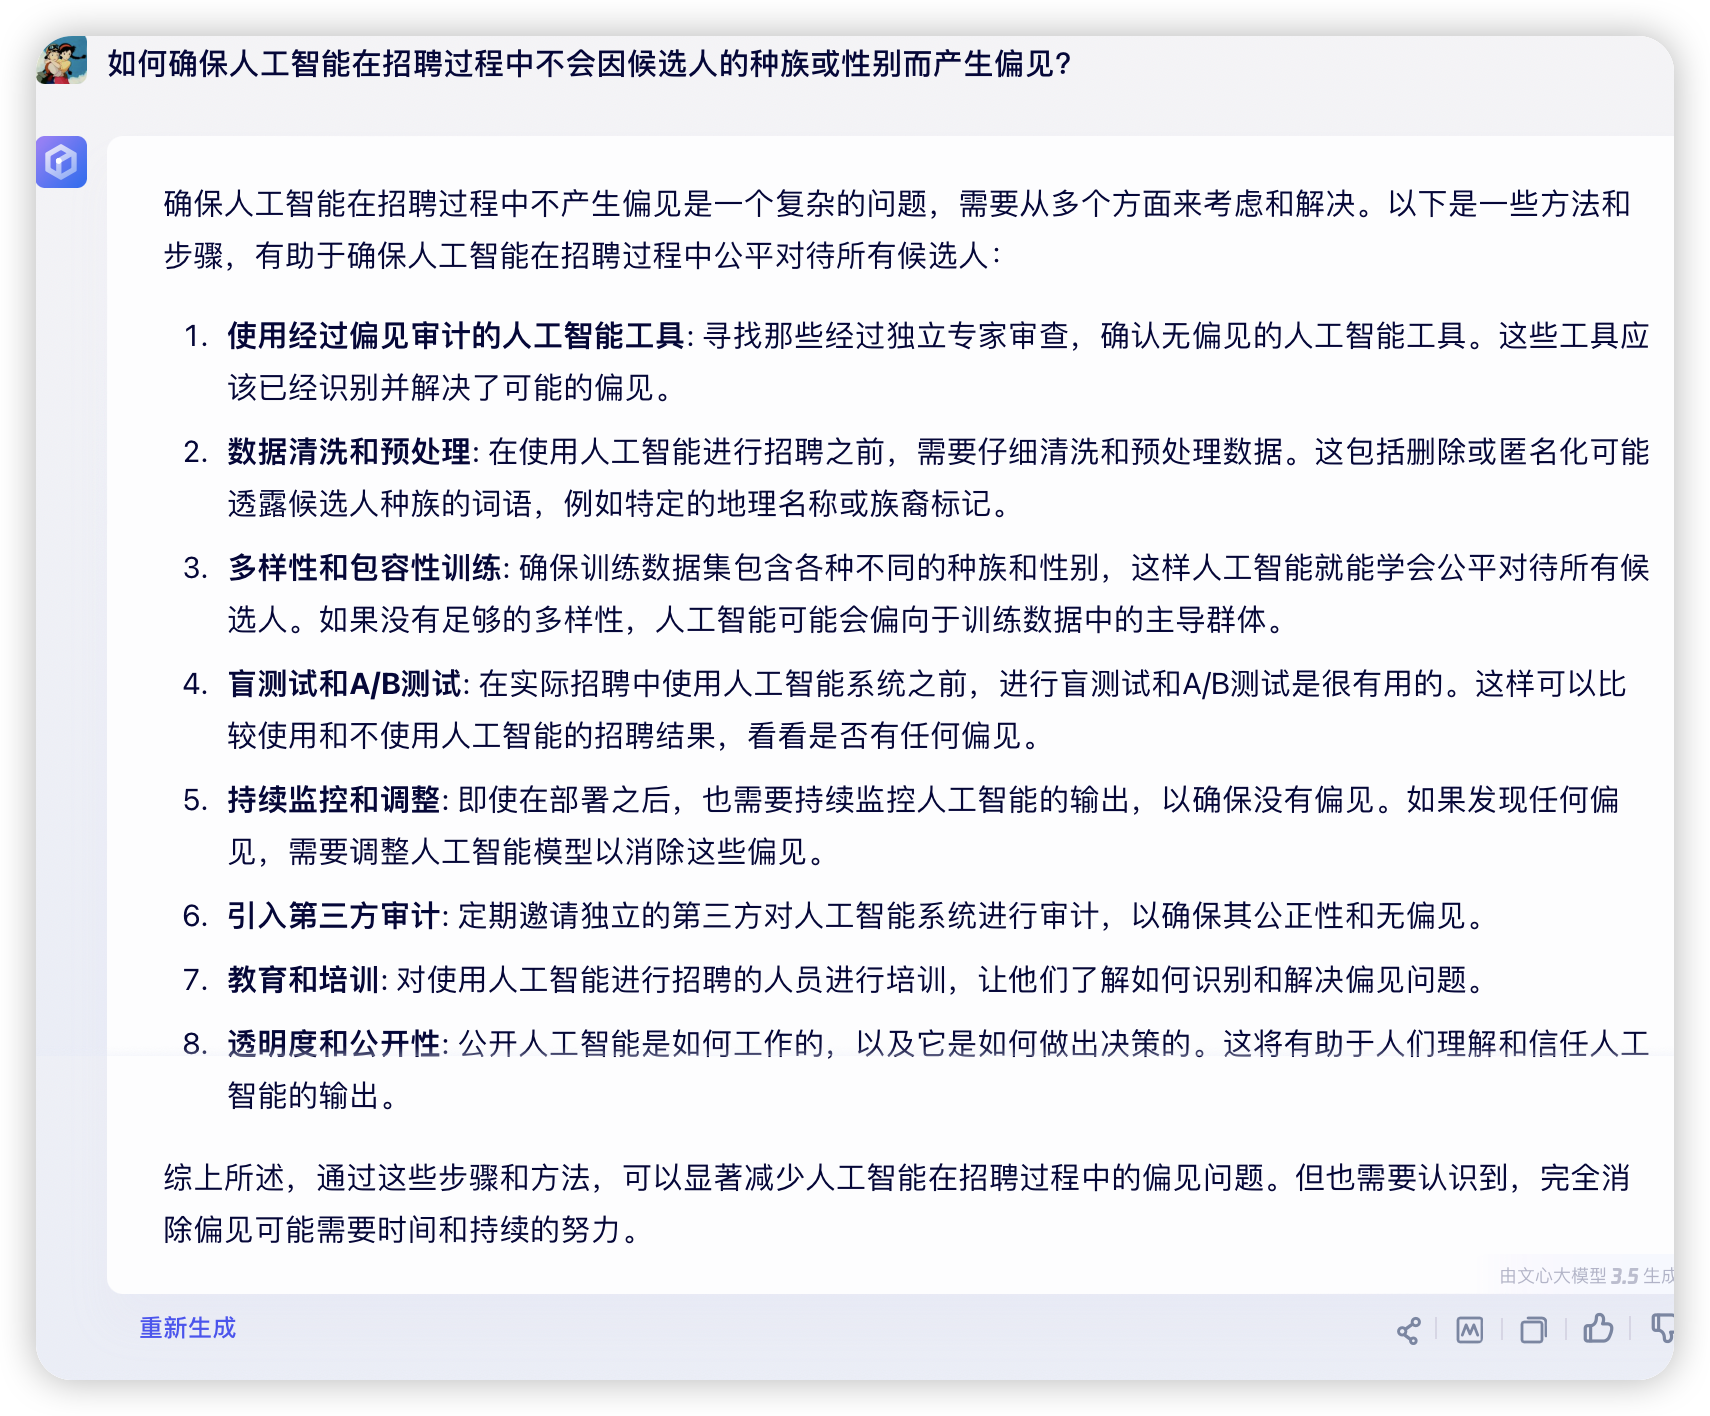 如何确保人工智能在招聘过程中不会因候选人的种族或性别而产生偏见?
确保人工智能在招聘过程中不产生偏见是一个复杂的问题，需要从多个方面来考虑和解决。以下是一些方法和
步骤，有助于确保人工智能在招聘过程中公平对待所有候选人：
1. 使用经过偏见审计的人工智能工具: 寻找那些经过独立专家审查，确认无偏见的人工智能工具。这些工具应
该已经识别并解决了可能的偏见。
2. 数据清洗和预处理: 在使用人工智能进行招聘之前，需要仔细清洗和预处理数据。这包括删除或匿名化可能
透露候选人种族的词语，例如特定的地理名称或族裔标记。
3. 多样性和包容性训练: 确保训练数据集包含各种不同的种族和性别，这样人工智能就能学会公平对待所有候
选人。如果没有足够的多样性，人工智能可能会偏向于训练数据中的主导群体。
4. 盲测试和A/B测试: 在实际招聘中使用人工智能系统之前，进行盲测试和A/B测试是很有用的。这样可以比
较使用和不使用人工智能的招聘结果，看看是否有任何偏见。
5. 持续监控和调整: 即使在部署之后，也需要持续监控人工智能的输出，以确保没有偏见。如果发现任何偏
见，需要调整人工智能模型以消除这些偏见。
6. 引入第三方审计: 定期邀请独立的第三方对人工智能系统进行审计，以确保其公正性和无偏见。
7. 教育和培训: 对使用人工智能进行招聘的人员进行培训，让他们了解如何识别和解决偏见问题。
8. 透明度和公开性: 公开人工智能是如何工作的，以及它是如何做出决策的。这将有助于人们理解和信任人工
智能的输出。
综上所述，通过这些步骤和方法，可以显著减少人工智能在招聘过程中的偏见问题。但也需要认识到，完全消
除偏见可能需要时间和持续的努力。
由文心大模型 3.5 生成
重新生成